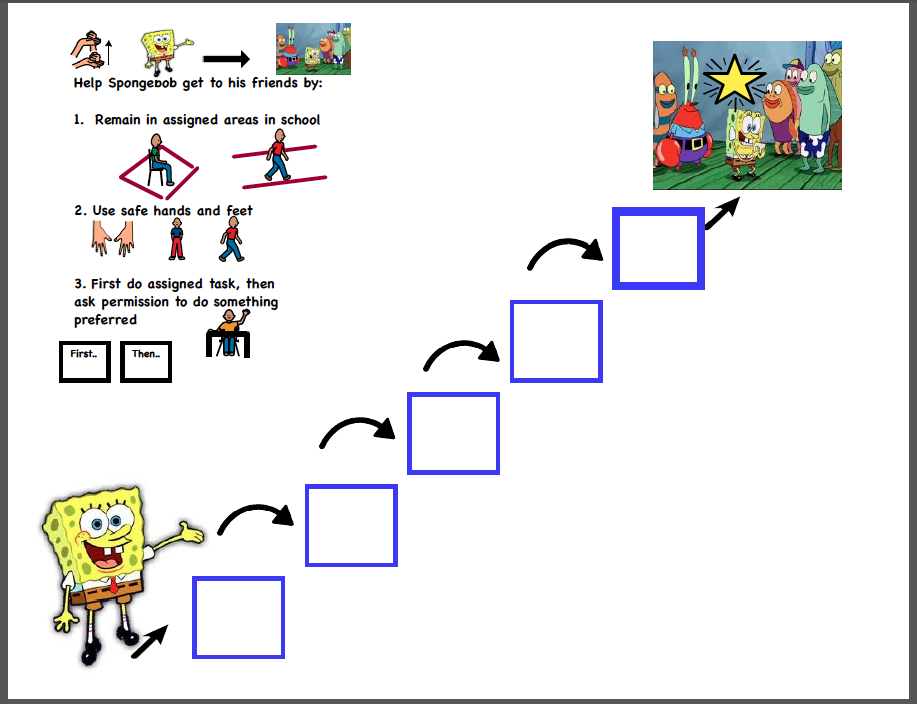 Help Spongebob get to his friends by:
1. Remain in assigned areas in school
2. Use safe hands and feet
3. First do assigned task, then
ask permission to do something
preferred
First.. Then..